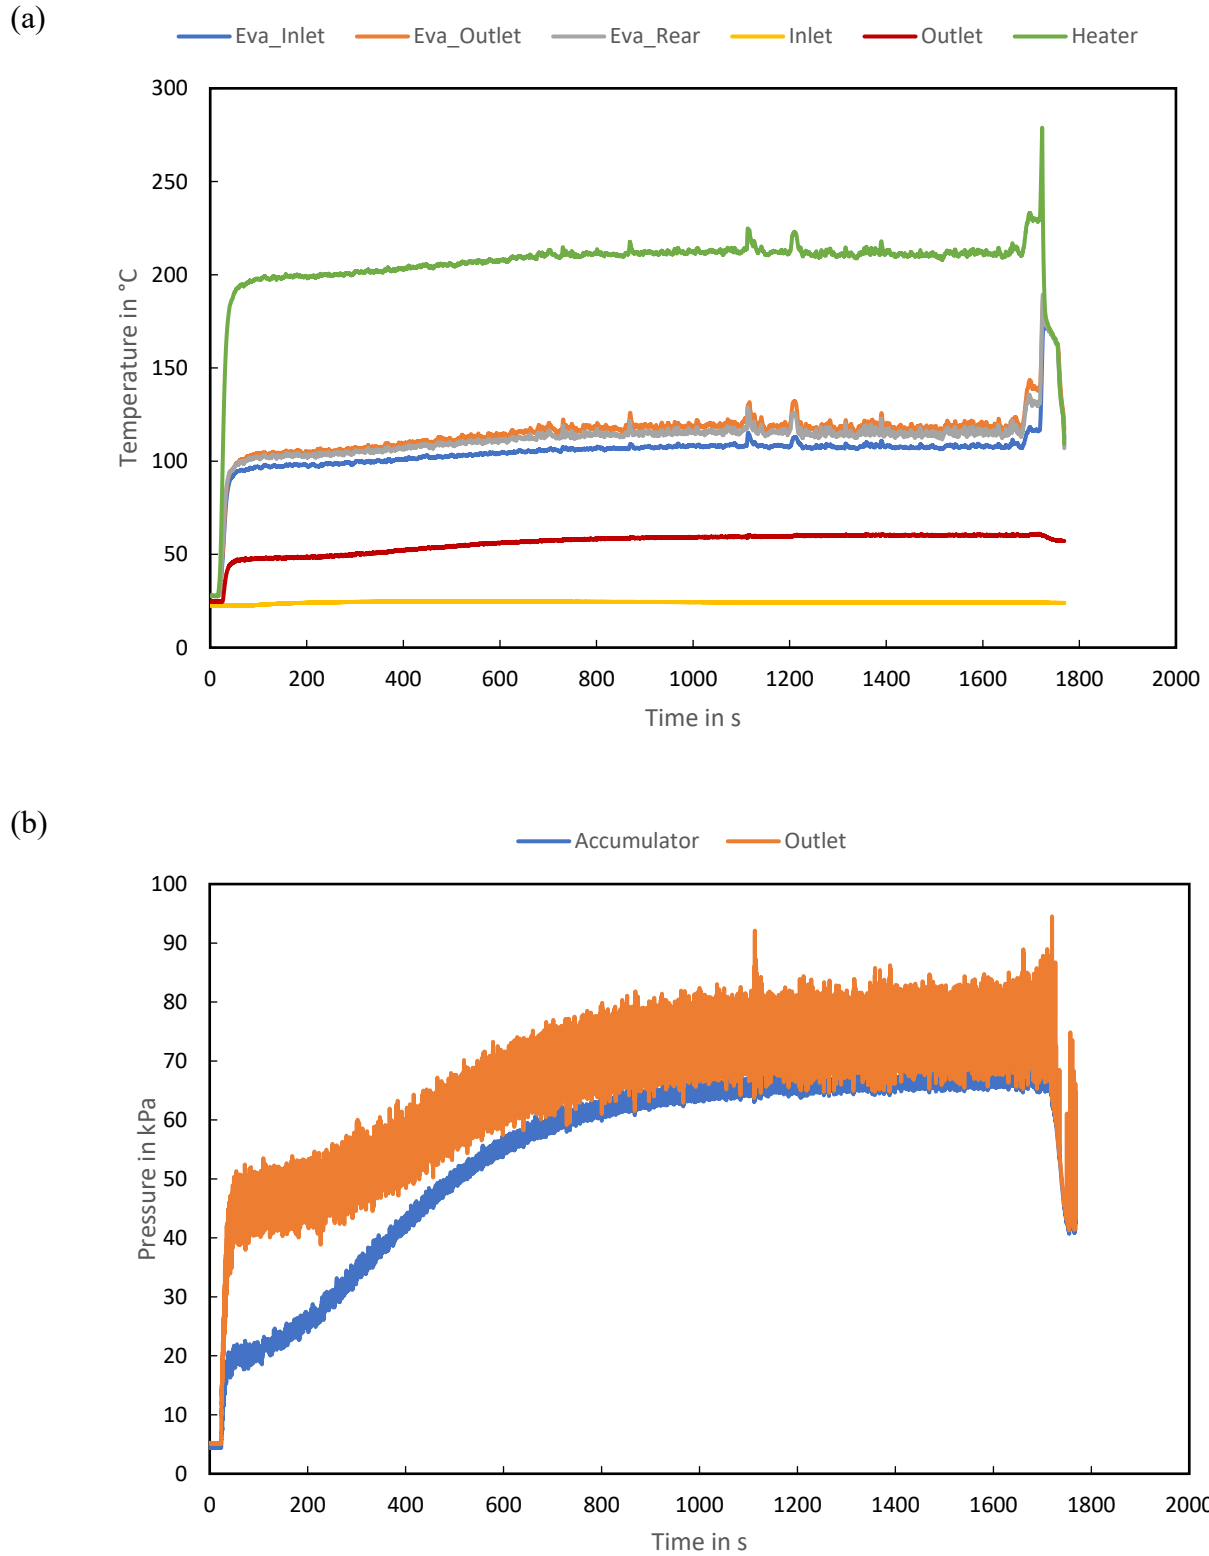 (a)
Eva_Inlet Eva_Outlet Eva_Rear Inlet Outlet Heater
300
250
200
150
100
50
0
Temperature in °C
0 200 400 600 800 1000 1200 1400 1600 1800 2000
Time in s
(b)
Accumulator Outlet
100
90
80
70
60
50
40
30
20
10
0
Pressure in kPa
0 200 400 600 800 1000 1200 1400 1600 1800 2000
Time in s